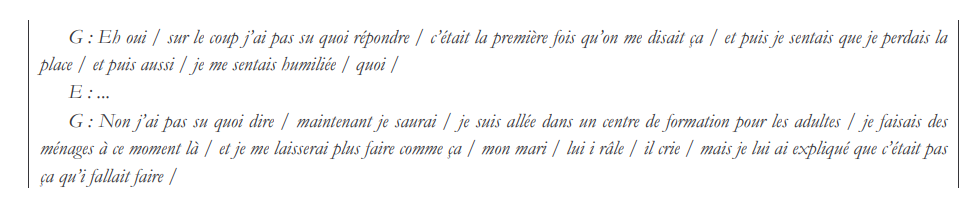 G : Eh oui / sur le coup j'ai pas su quoi répondre / c'était la première fois qu'on me disait ça / et puis je sentais que je perdais la
place / et puis aussi / je me sentais humiliée / quoi /
E : ...
G : Non j'ai pas su quoi dire / maintenant je saurai / je suis allée dans un centre de formation pour les adultes / je faisais des
ménages à ce moment là / et je me laisserai plus faire comme ça / mon mari / lui i râle / il crie / mais je lui ai expliqué que c'était pas
ça qu'i fallait faire /